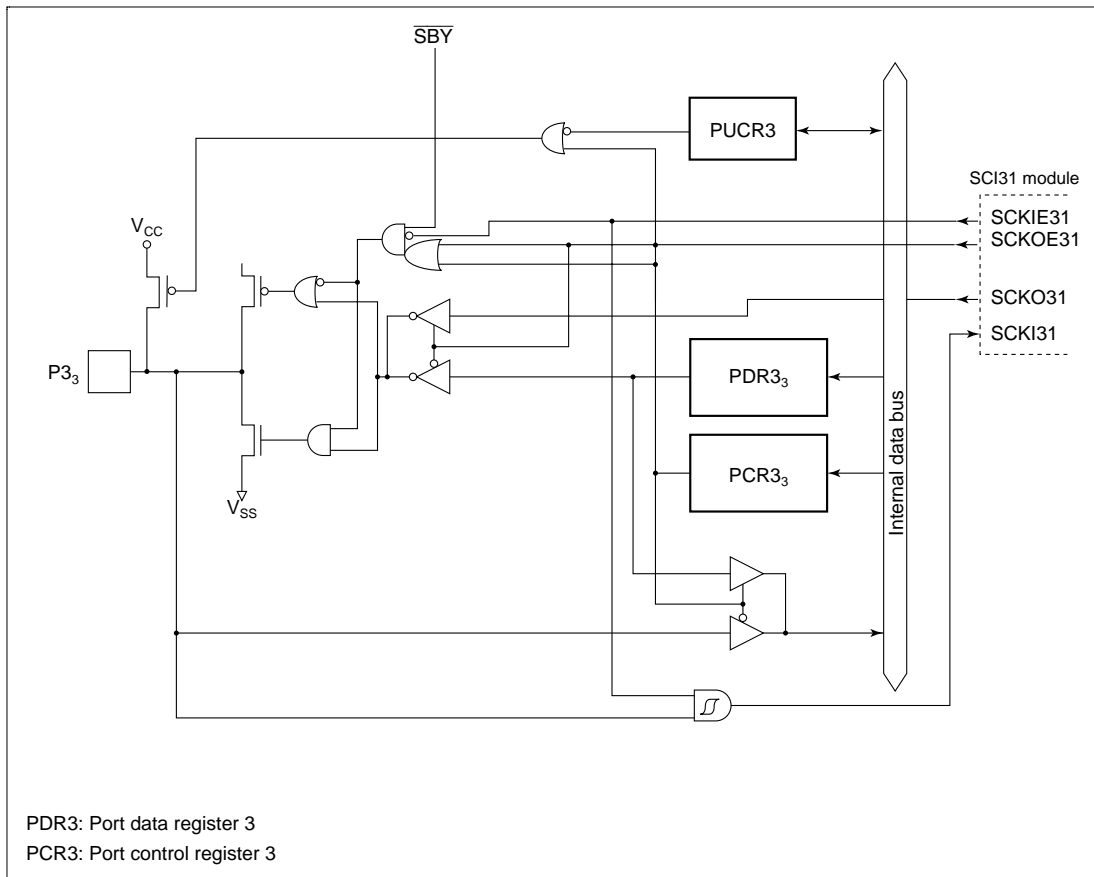 SBY
PUCR3
SCI31 module
SCKIE31
SCKOE31
VCC
SCKO31
SCKI31
P33
PDR33
PCR33
Internal data bus
VSS
PDR3: Port data register 3
PCR3: Port control register 3